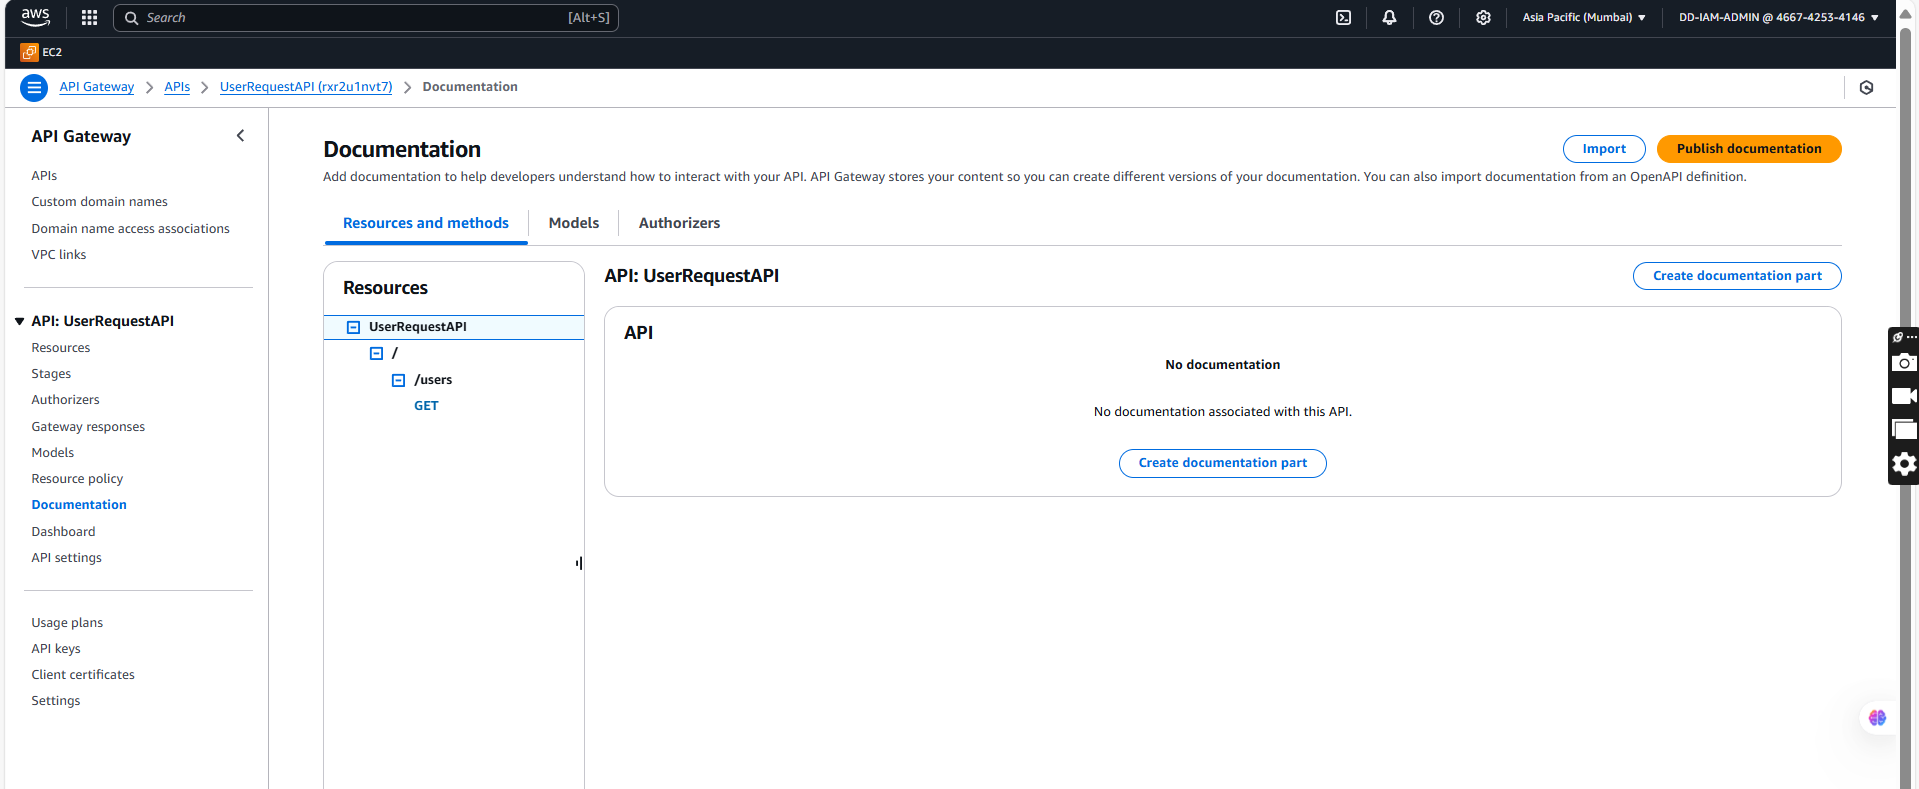 aws
Search [Alt+S] Asia Pacific (Mumbai) DD-IAM-ADMIN @ 4667-4253-4146
EC2
API Gateway APIs UserRequestAPI (rxr2u1nvt7) Documentation
API Gateway
APIs
Custom domain names
Domain name access associations
VPC links
API: UserRequestAPI
Resources
Stages
Authorizers
Gateway responses
Models
Resource policy
Documentation
Dashboard
API settings
Usage plans
API keys
Client certificates
Settings
Documentation
Import Publish documentation
Add documentation to help developers understand how to interact with your API. API Gateway stores your content so you can create different versions of your documentation. You can also import documentation from an OpenAPI definition.
Resources and methods Models Authorizers
Resources
UserRequestAPI
/
/users
GET
API: UserRequestAPI
Create documentation part
API
No documentation
No documentation associated with this API.
Create documentation part